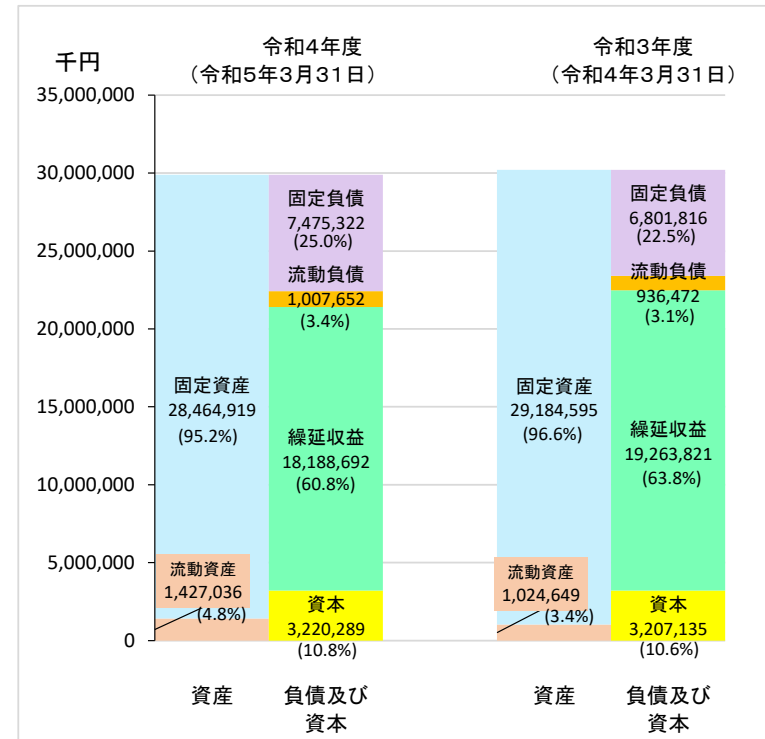 千円
令和4年度
(令和5年3月31日)
令和3年度
(令和4年3月31日)
35,000,000
30,000,000
25,000,000
20,000,000
15,000,000
10,000,000
5,000,000
0
固定資産
28,464,919
(95.2%)
流動資産
1,427,036
(4.8%)
固定負債
7,475,322
(25.0%)
流動負債
1,007,652
(3.4%)
繰延収益
18,188,692
(60.8%)
資本
3,220,289
(10.8%)
固定資産
29,184,595
(96.6%)
流動資産
1,024,649
(3.4%)
固定負債
6,801,816
(22.5%)
流動負債
936,472
(3.1%)
繰延収益
19,263,821
(63.8%)
資本
3,207,135
(10.6%)
資産
負債及び
資本
資産
負債及び
資本